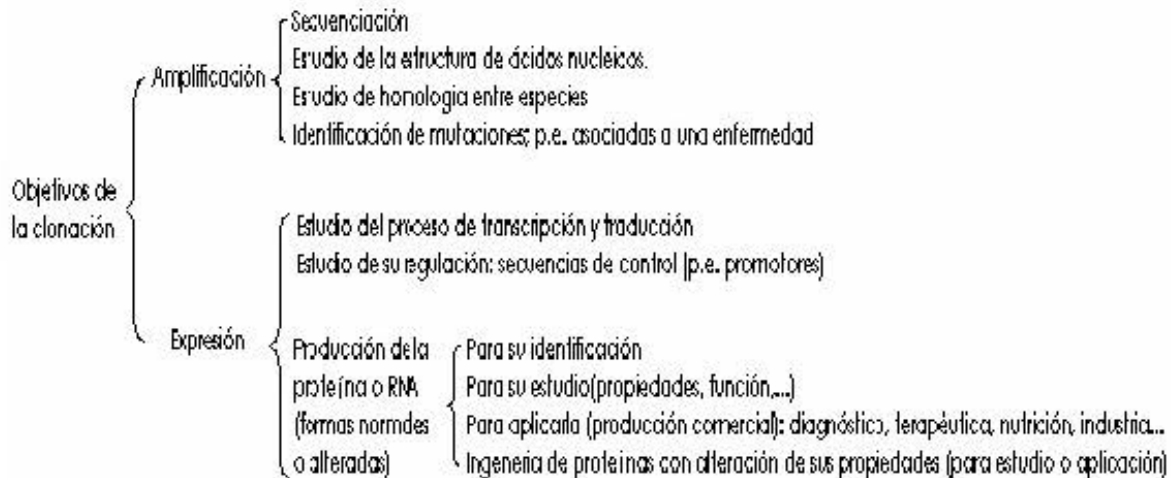 Objetivos de
la clonación
Amplificación
Secuenciación
Estudio de la estructura de ácidos nucleicos.
Estudio de homología entre especies
Identificación de mutaciones; p.e. asociadas a una enfermedad
Expresión
Estudio del proceso de transcripción y traducción
Estudio de su regulación: secuencias de control (p.e. promotores)
Producción de la
proteína o RNA
(formas normales
o alteradas)
Para su identificación
Para su estudio(propiedades, función,...)
Para aplicarla (producción comercial): diagnóstico, terapéutica, nutrición, industria...
Ingeneria de proteinas con alteración de sus propiedades (para estudio o aplicación)